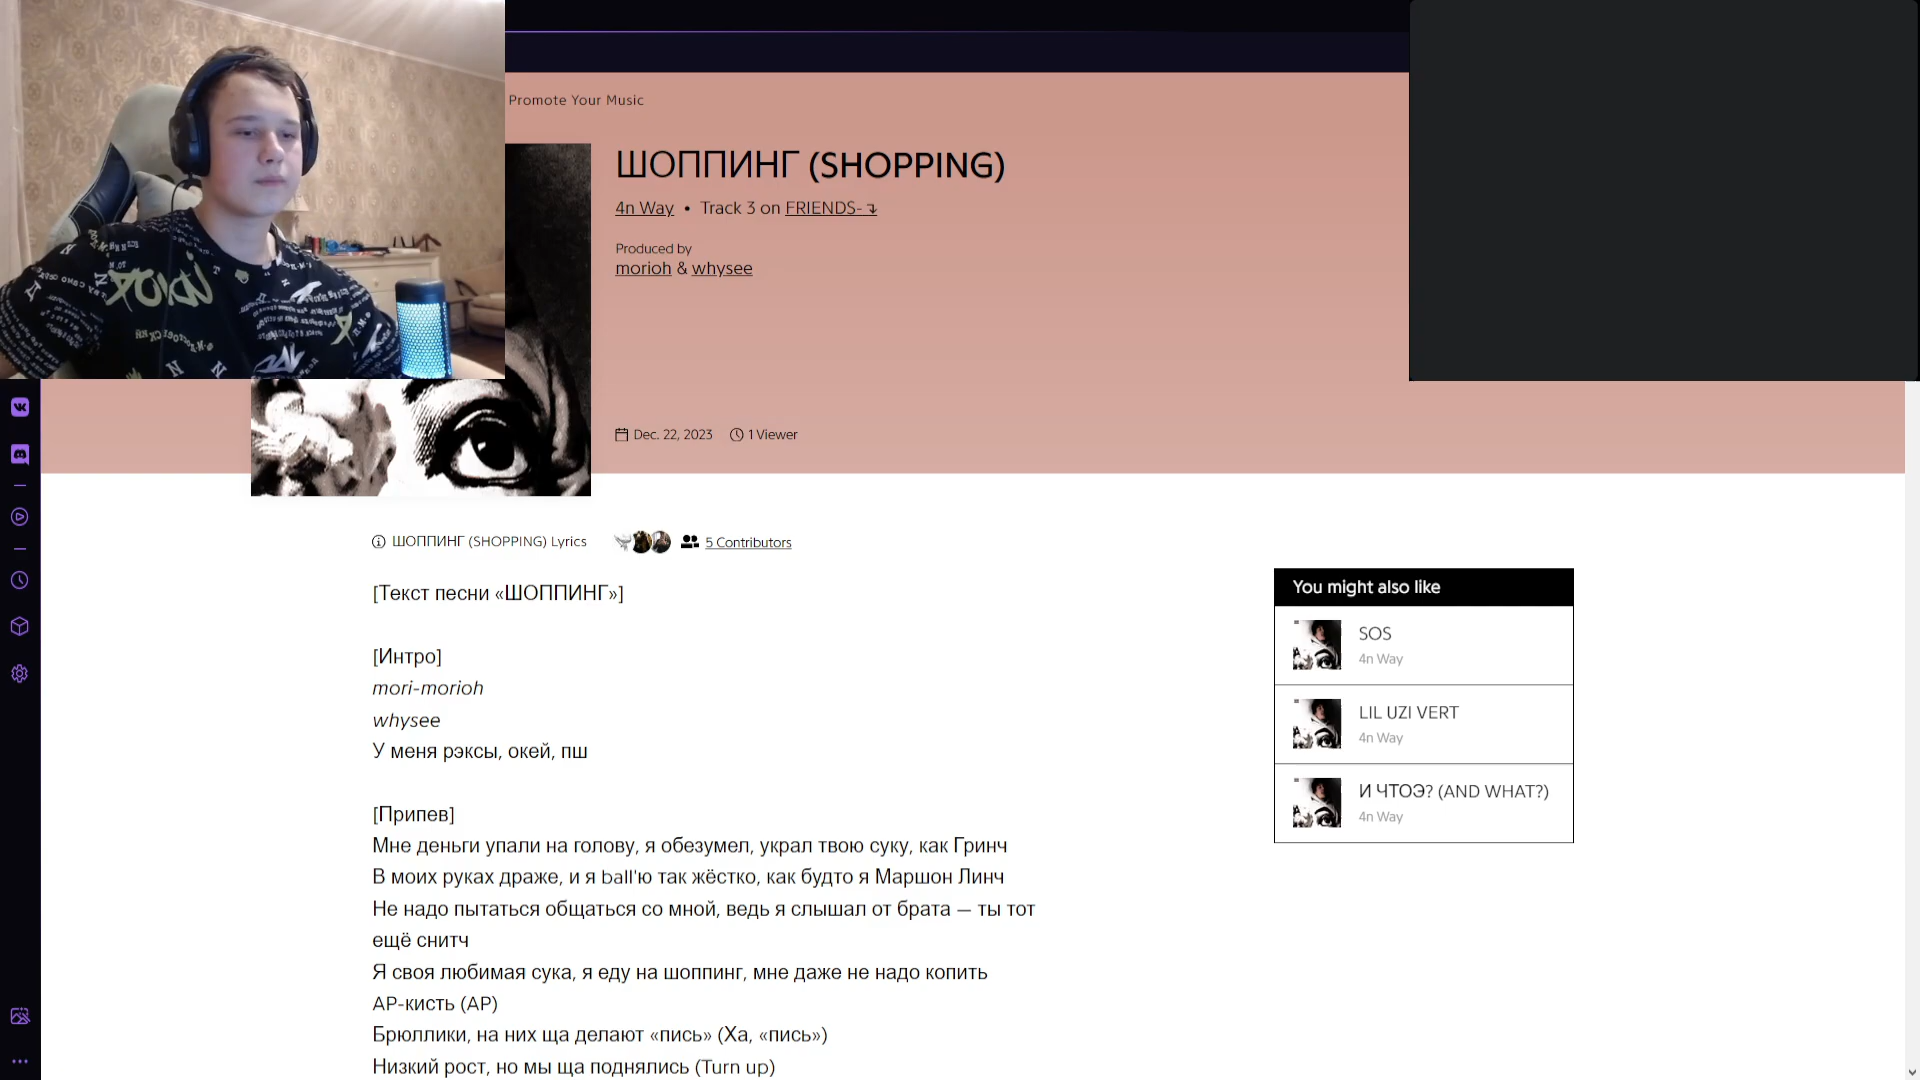 Promote Your Music
ШОППИНГ (SHOPPING)
4n Way • Track 3 on FRIENDS-
Produced by
morioh & whysee
Dec. 22, 2023 1 Viewer
ШОППИНГ (SHOPPING) Lyrics 5 Contributors
[Текст песни «ШОППИНГ»]
[Интро]
mori-morioh
whysee
У меня рэксы, окей, пш
[Припев]
Мне деньги упали на голову, я обезумел, украл твою суку, как Гринч
В моих руках драже, и я ball'ю так жёстко, как будто я Маршон Линч
Не надо пытаться общаться со мной, ведь я слышал от брата — ты тот
ещё снитч
Я своя любимая сука, я еду на шоппинг, мне даже не надо копить
AP-кисть (AP)
Брюллики, на них ща делают «пись» (Ха, «пись»)
Низкий рост, но мы ща поднялись (Turn up)
You might also like
SOS
4n Way
LIL UZI VERT
4n Way
И ЧТОЭ? (AND WHAT?)
4n Way